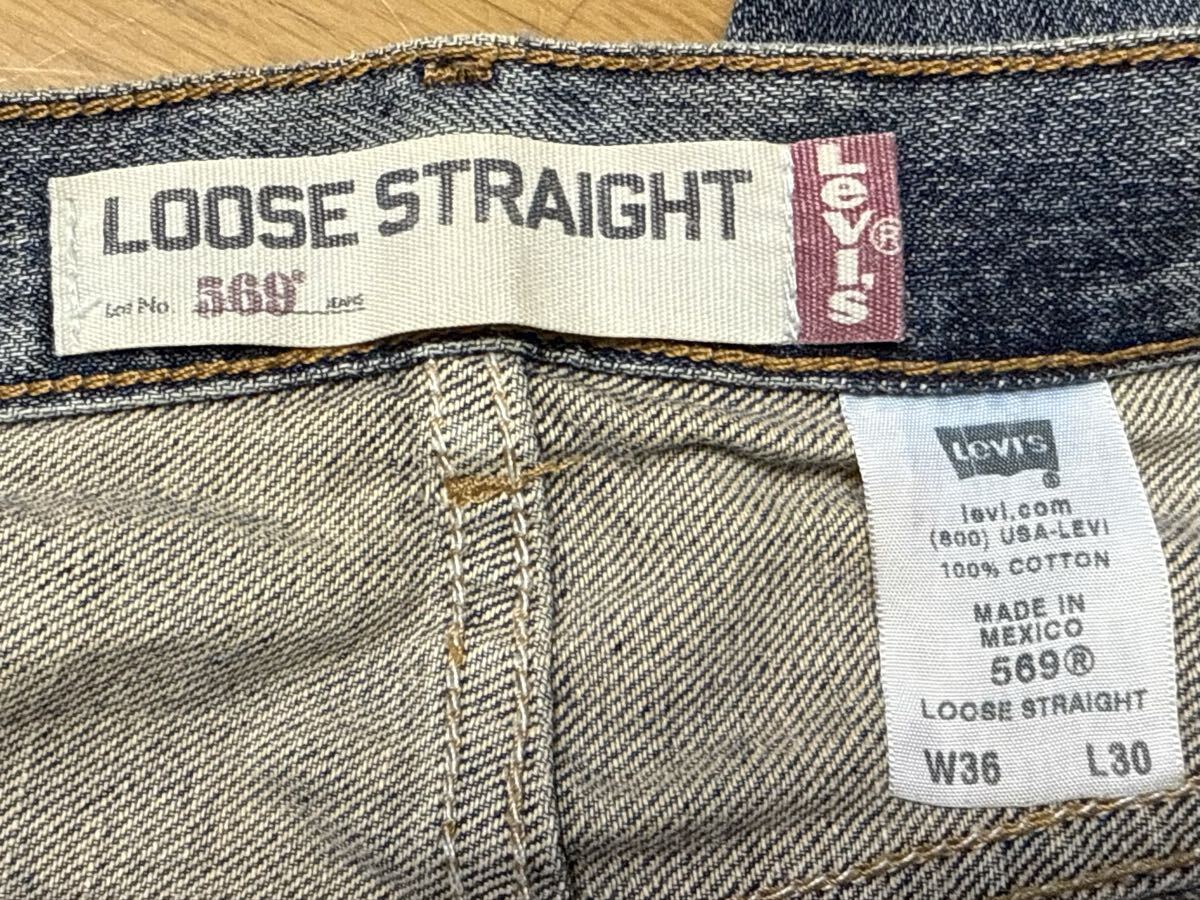 LOOSE STRAIGHT
Lot No. 569® JEANS
LEVI'S®
Levi's®
levi.com
(800) USA-LEVI
100% COTTON
MADE IN
MEXICO
569®
LOOSE STRAIGHT
W36 L30